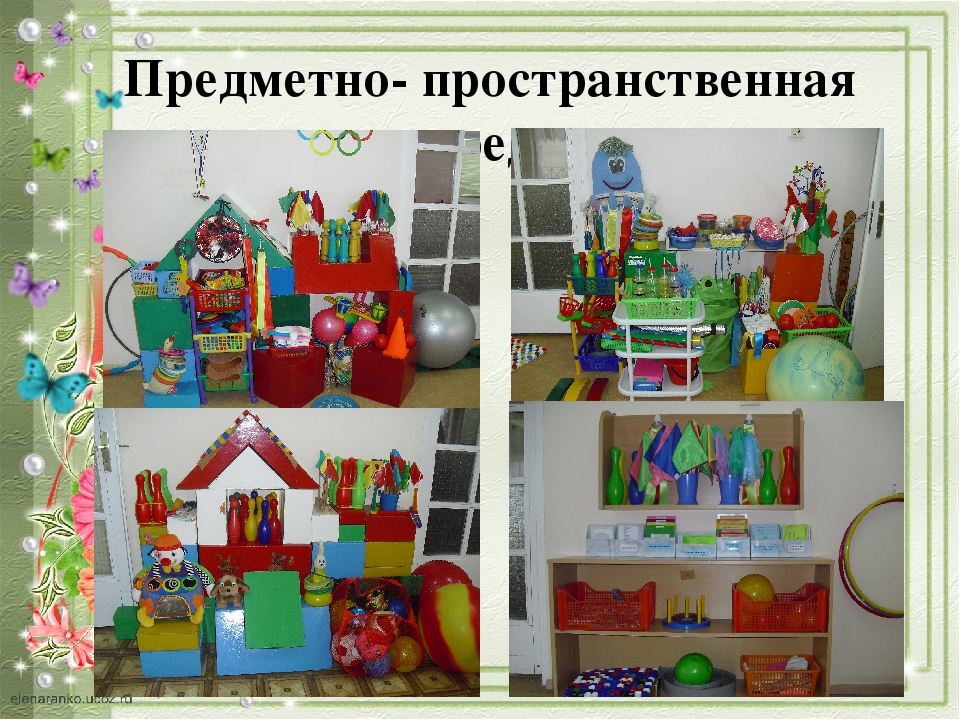 Предметно- пространственная
elenaranko.ucoz.ru